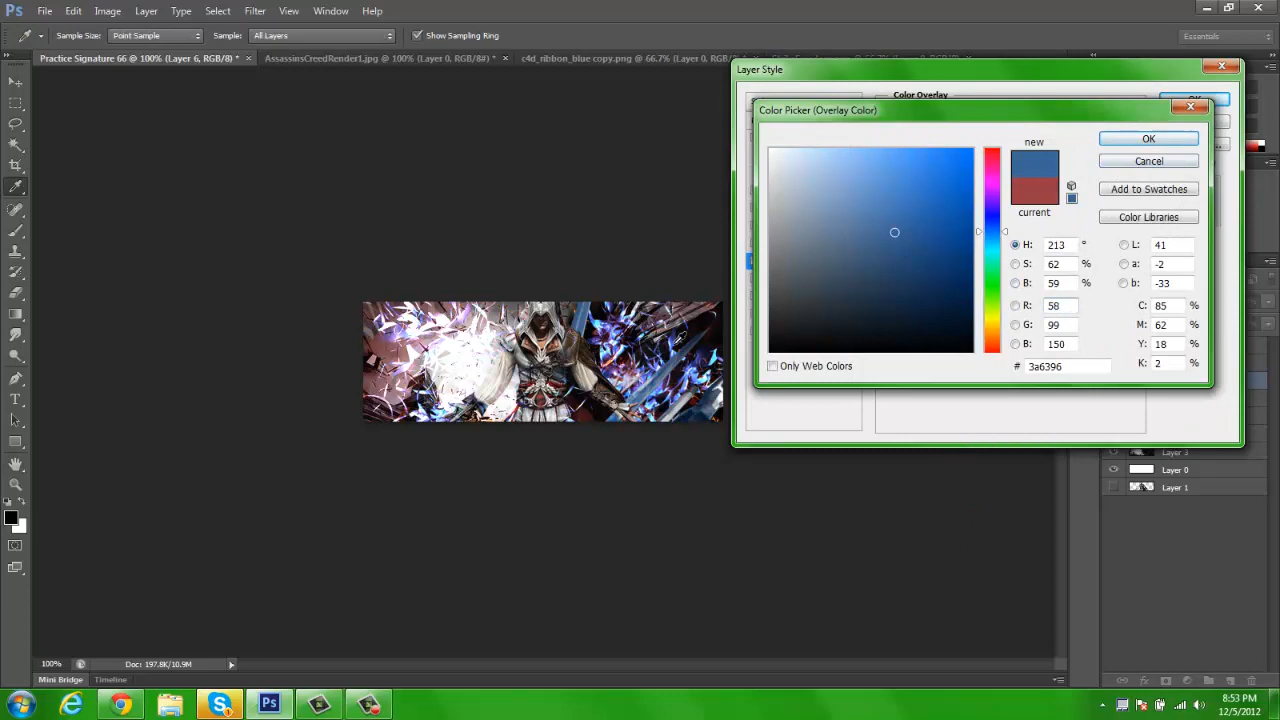 Ps File Edit Image Layer Type Select Filter View Window Help
Sample Size: Point Sample Sample: All Layers Show Sampling Ring Essentials
Practice Signature 66 @ 100% (Layer 6, RGB/8) * × AssassinsCreedRender1.jpg @ 100% (Layer 0, RGB/8#) * × c4d_ribbon_blue copy.png @ 66.7% (Layer 0, RGB/8
Layer Style
Color Overlay
Color Picker (Overlay Color)
new
OK
Cancel
Add to Swatches
current
Color Libraries
H: 213 ° L: 41
S: 62 % a: -2
B: 59 % b: -33
R: 58 C: 85 %
G: 99 M: 62 %
B: 150 Y: 18 %
Only Web Colors # 3a6396 K: 2 %
Layer 3
Layer 0
Layer 1
100% Doc: 197.8K/10.9M
Mini Bridge Timeline
8:53 PM
12/5/2012